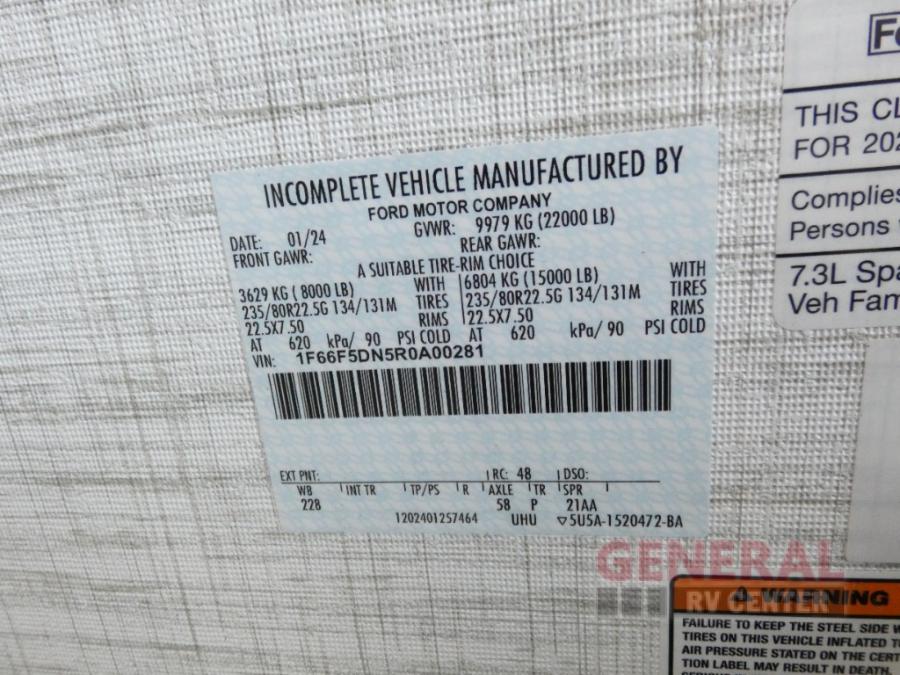 INCOMPLETE VEHICLE MANUFACTURED BY
FORD MOTOR COMPANY
DATE: 01/24 GVWR: 9979 KG (22000 LB)
FRONT GAWR: REAR GAWR:
A SUITABLE TIRE-RIM CHOICE
3629 KG ( 8000 LB) WITH 6804 KG (15000 LB) WITH
235/80R22.5G 134/131M TIRES 235/80R22.5G 134/131M TIRES
22.5X7.50 RIMS 22.5X7.50 RIMS
AT 620 kPa/ 90 PSI COLD AT 620 kPa/ 90 PSI COLD
VIN: 1F66F5DN5R0A00281
EXT PNT: RC: 48 DSO:
WB INT TR TP/PS R AXLE TR SPR
228 58 P 21AA
1202401257464 UHU ▽5U5A-1520472-BA
THIS
FOR
Complies
Persons
7.3L
Veh
GENERAL
RV CENTER
⚠ WARNING
FAILURE TO KEEP THE STEEL SIDE
TIRES ON THIS VEHICLE INFLATED
AIR PRESSURE STATED ON THE
TION LABEL MAY RESULT IN DEATH,